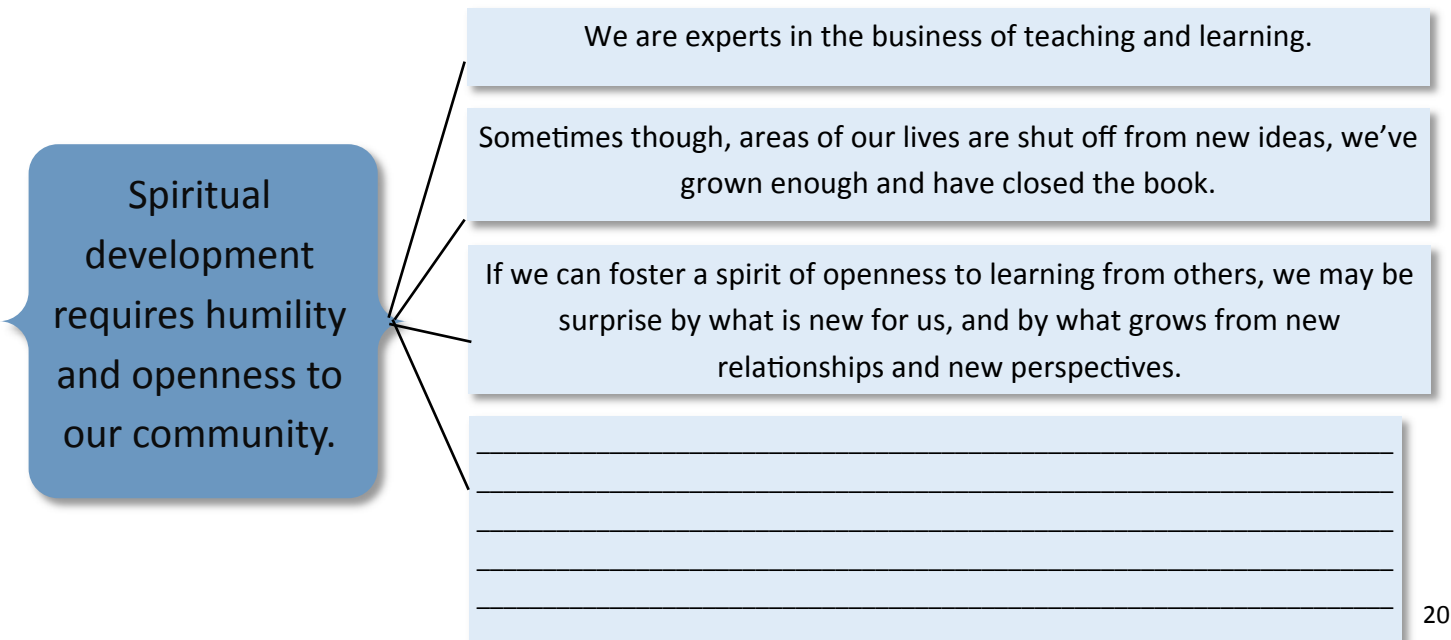 Spiritual
development
requires humility
and openness to
our community.
We are experts in the business of teaching and learning.
Sometimes though, areas of our lives are shut off from new ideas, we’ve
grown enough and have closed the book.
If we can foster a spirit of openness to learning from others, we may be
surprise by what is new for us, and by what grows from new
relationships and new perspectives.
20